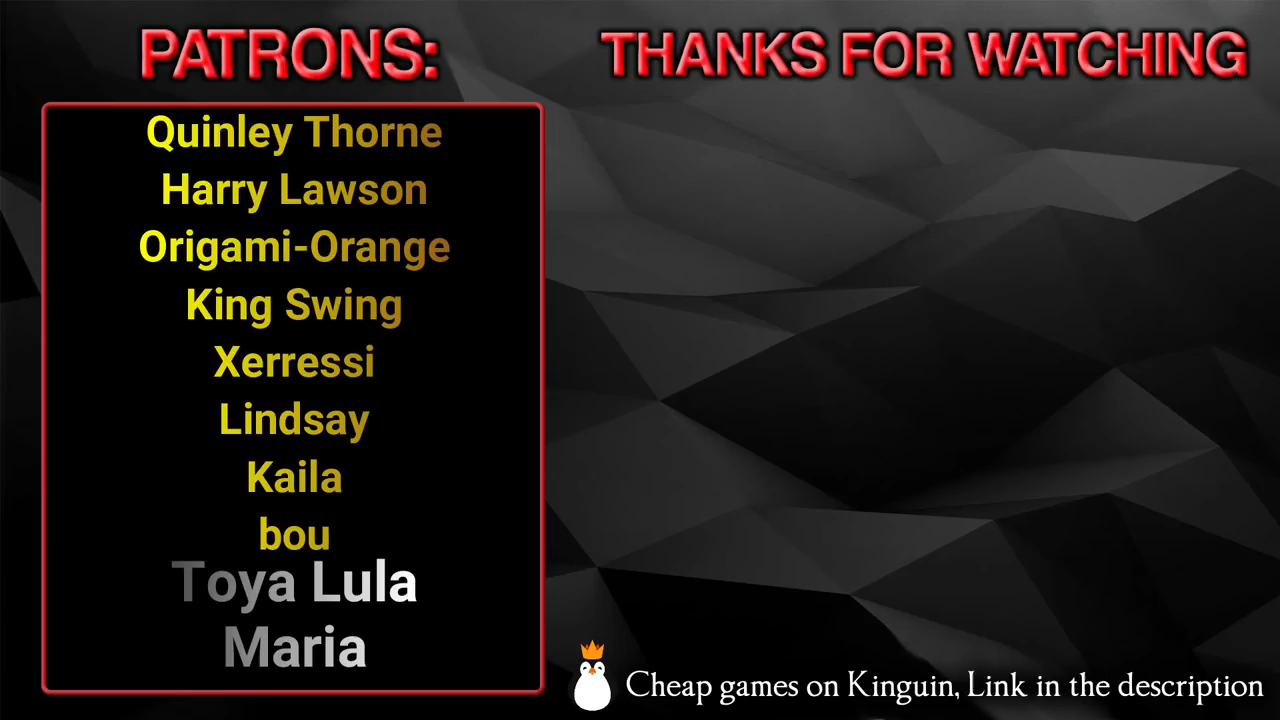 PATRONS:
Quinley Thorne
Harry Lawson
Origami-Orange
King Swing
Xerressi
Lindsay
Kaila
bou
Toya Lula
Maria
THANKS FOR WATCHING
Cheap games on Kinguin, Link in the description